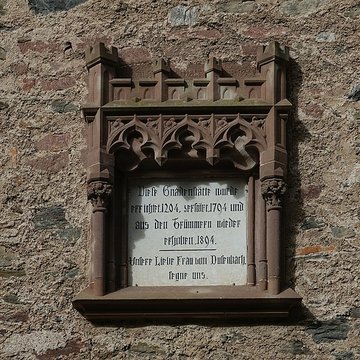 Diese Gnadenstätte wurde
errichtet 1204, zerstört 1794 und
aus den Trümmern wieder
erhoben 1894.
Unsere Liebe Frau von Dusenbach,
segne uns.